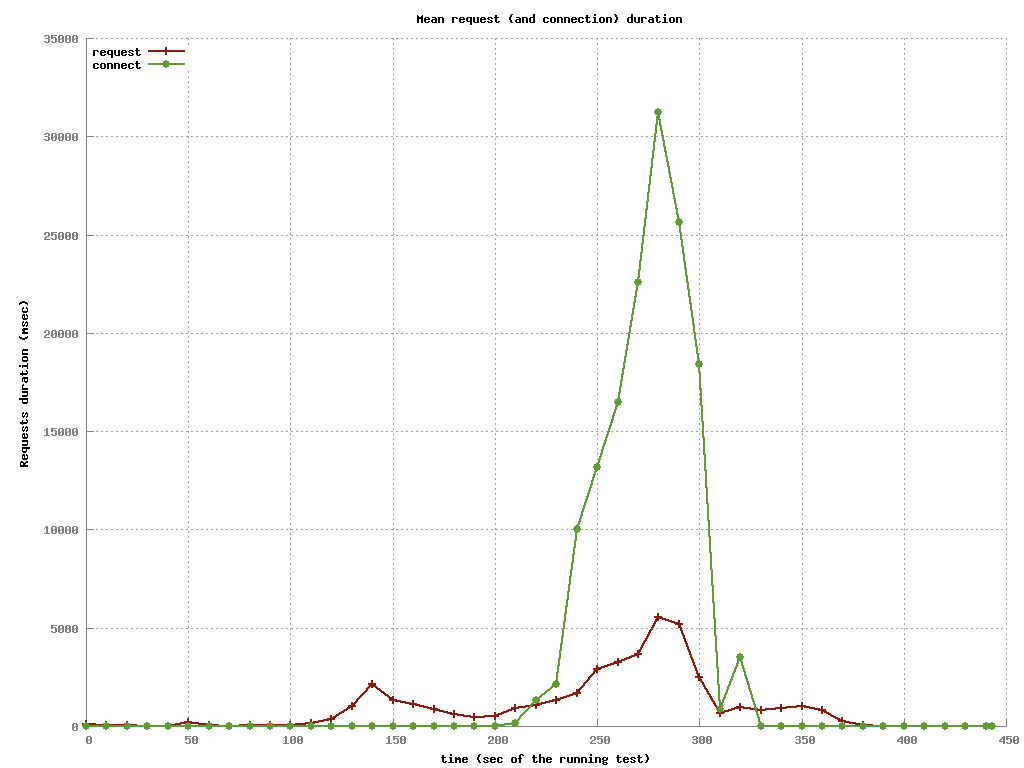 Mean request (and connection) duration
request
connect
35000
30000
25000
20000
15000
10000
5000
0
Requests duration (msec)
0 50 100 150 200 250 300 350 400 450
time (sec of the running test)